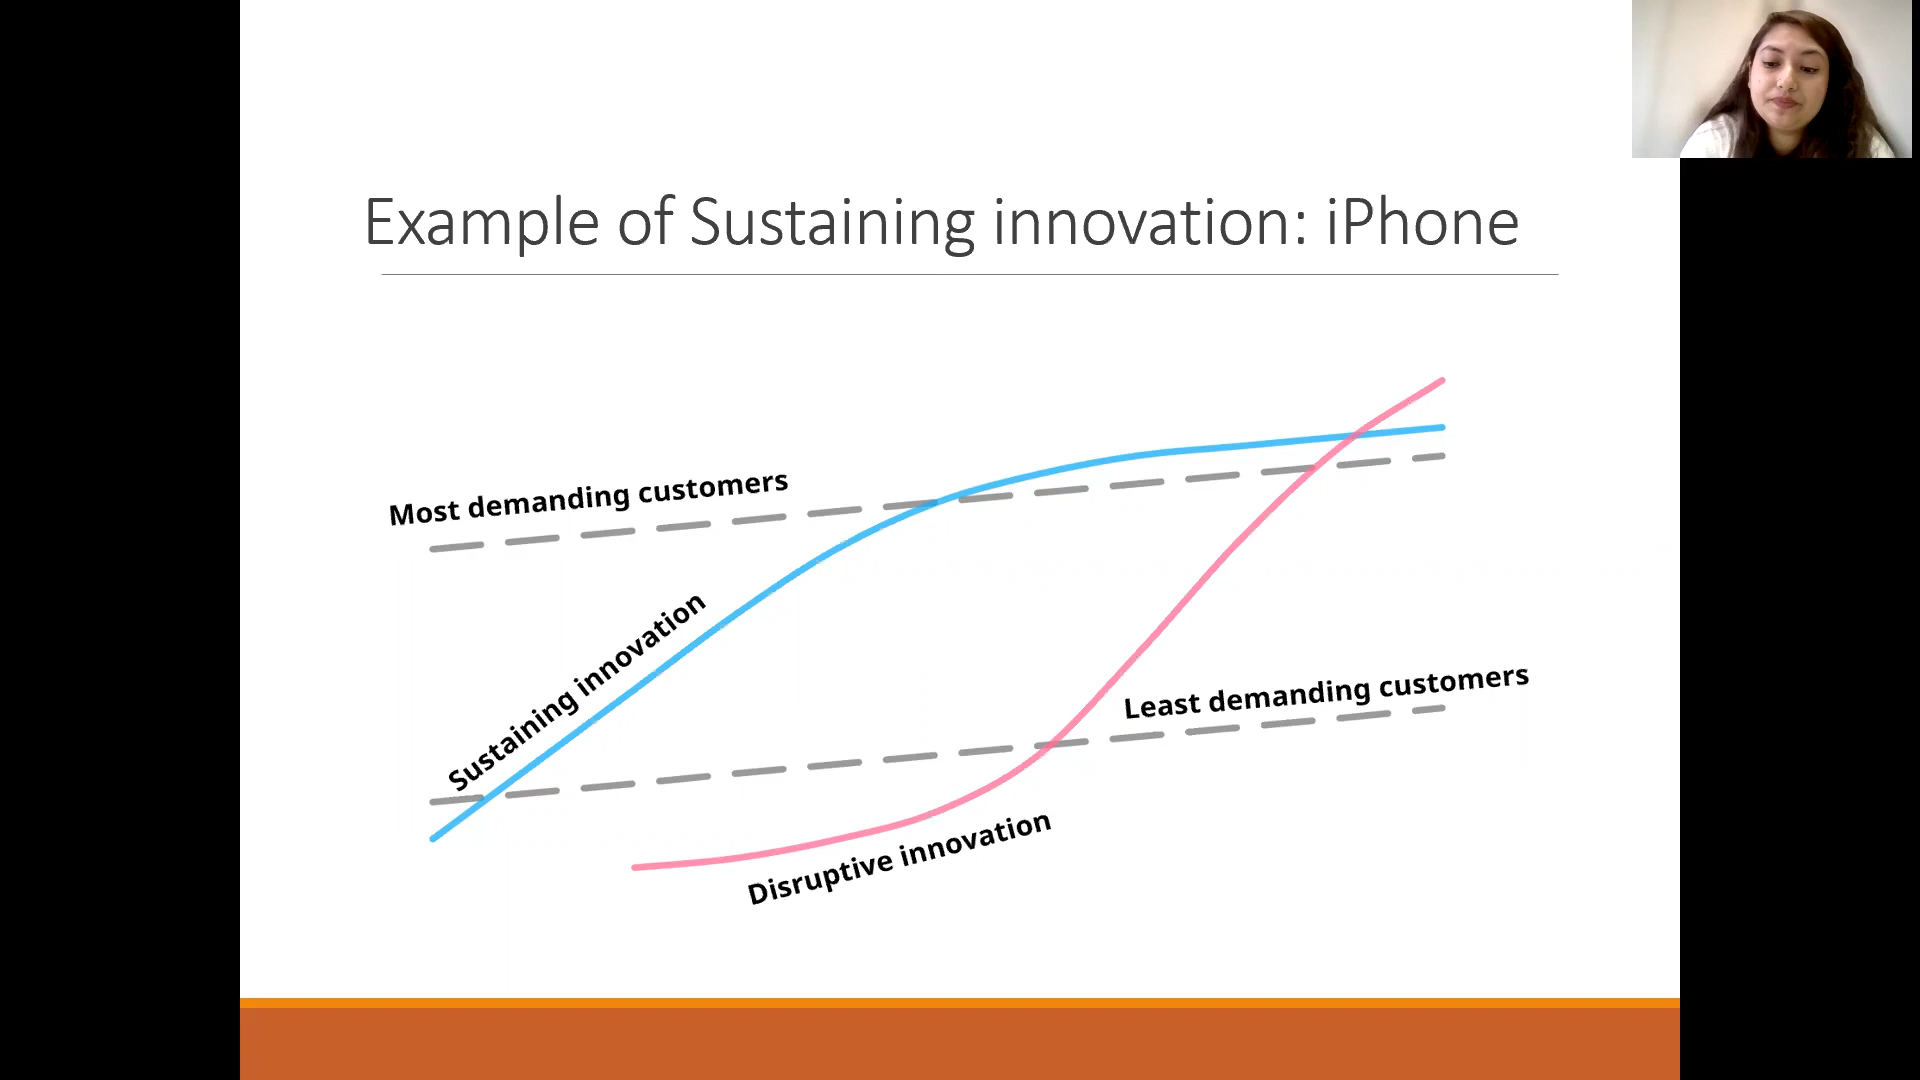 Example of Sustaining innovation: iPhone
Most demanding customers
Sustaining innovation
Least demanding customers
Disruptive innovation